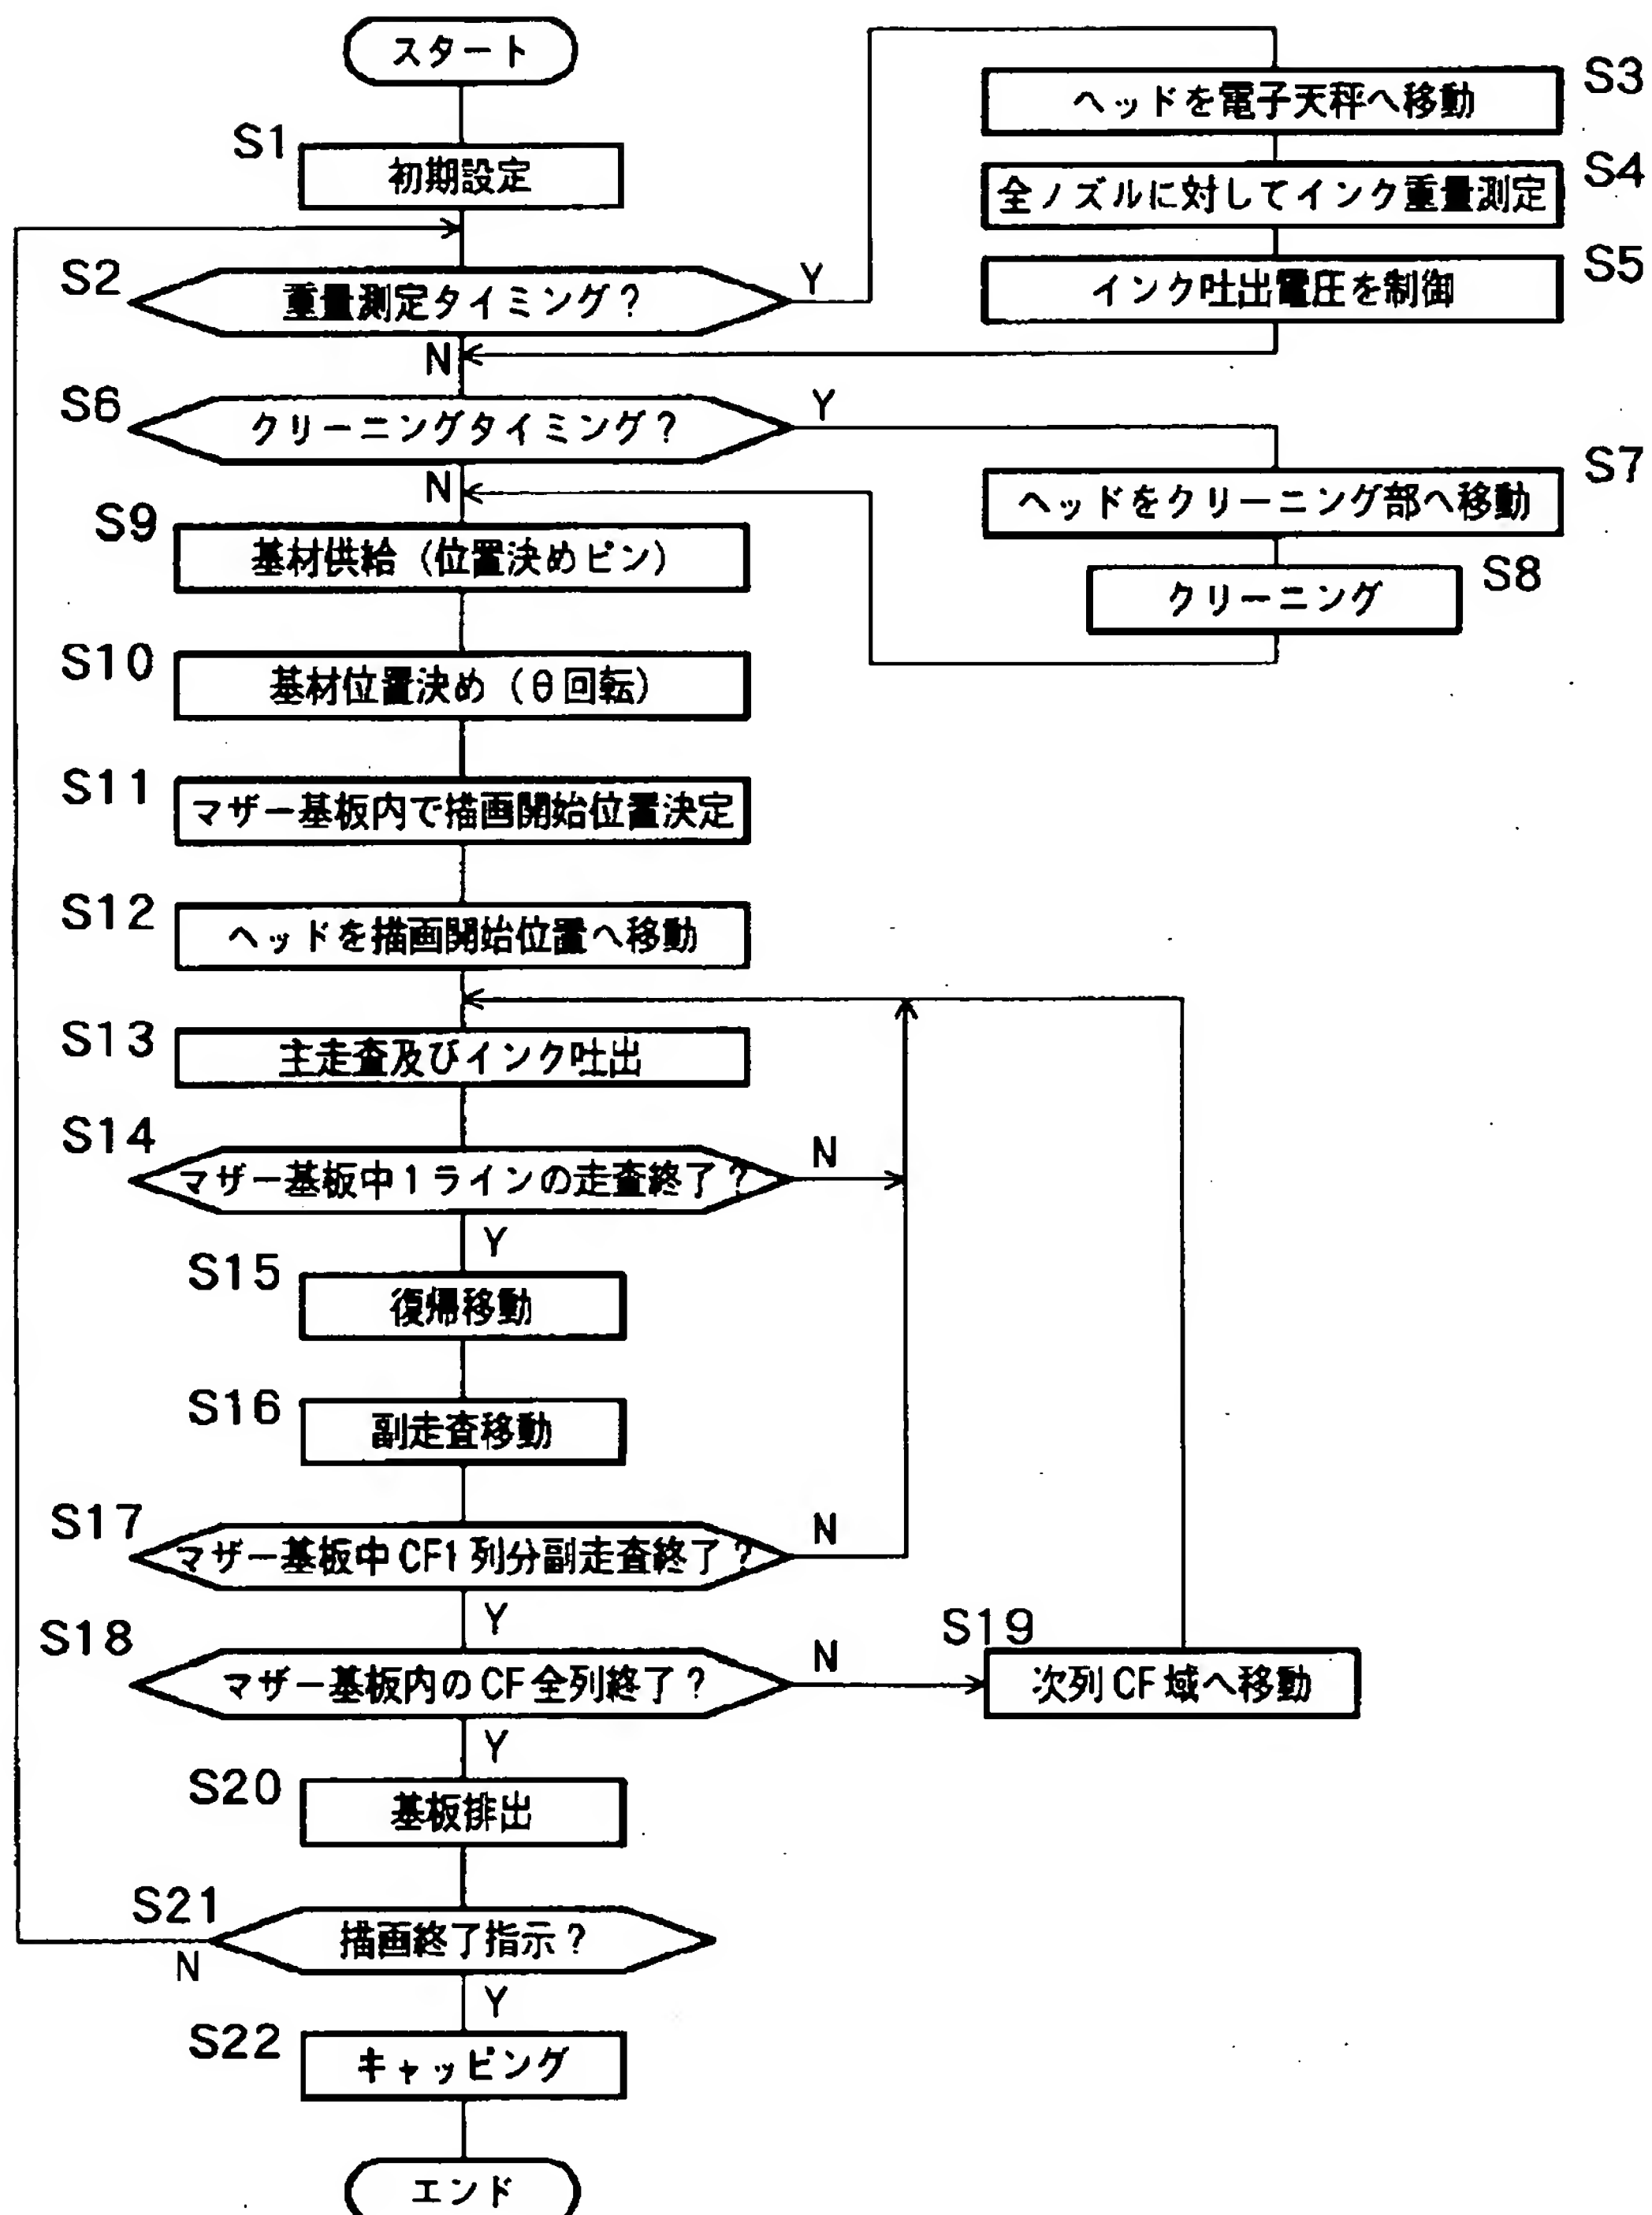 スタート
S1
初期設定
S2
重量測定タイミング?
Y
N
S3
ヘッドを電子天秤へ移動
S4
全ノズルに対してインク重量測定
S5
インク吐出電圧を制御
S6
クリーニングタイミング?
Y
N
S7
ヘッドをクリーニング部へ移動
S8
クリーニング
S9
基材供給(位置決めピン)
S10
基材位置決め(θ回転)
S11
マザー基板内で描画開始位置決定
S12
ヘッドを描画開始位置へ移動
S13
主走査及びインク吐出
S14
マザー基板中1ラインの走査終了?
N
Y
S15
復帰移動
S16
副走査移動
S17
マザー基板中CF1列分副走査終了?
N
Y
S18
マザー基板内のCF全列終了?
N
Y
S19
次列CF域へ移動
S20
基板排出
S21
描画終了指示?
N
Y
S22
キャッピング
エンド